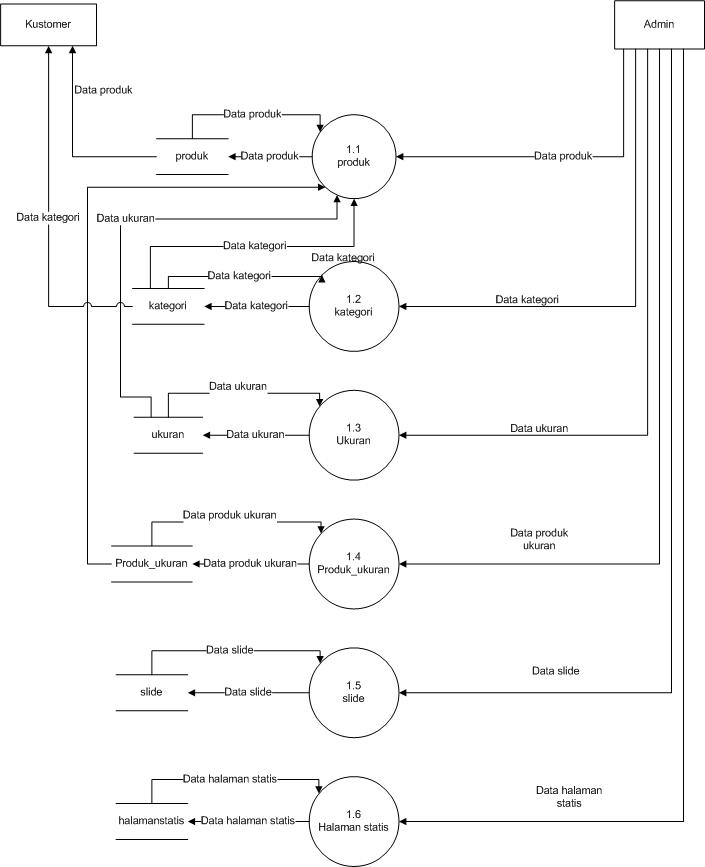 Kustomer
Admin
Data produk
Data produk
1.1
produk
produk
Data produk
Data produk
Data kategori
Data ukuran
Data kategori
Data kategori
Data kategori
1.2
kategori
kategori
Data kategori
Data kategori
Data ukuran
1.3
Ukuran
ukuran
Data ukuran
Data ukuran
Data produk ukuran
Data produk
ukuran
1.4
Produk_ukuran
Produk_ukuran
Data produk ukuran
Data slide
Data slide
1.5
slide
slide
Data slide
Data halaman statis
Data halaman
statis
1.6
Halaman statis
halamanstatis
Data halaman statis